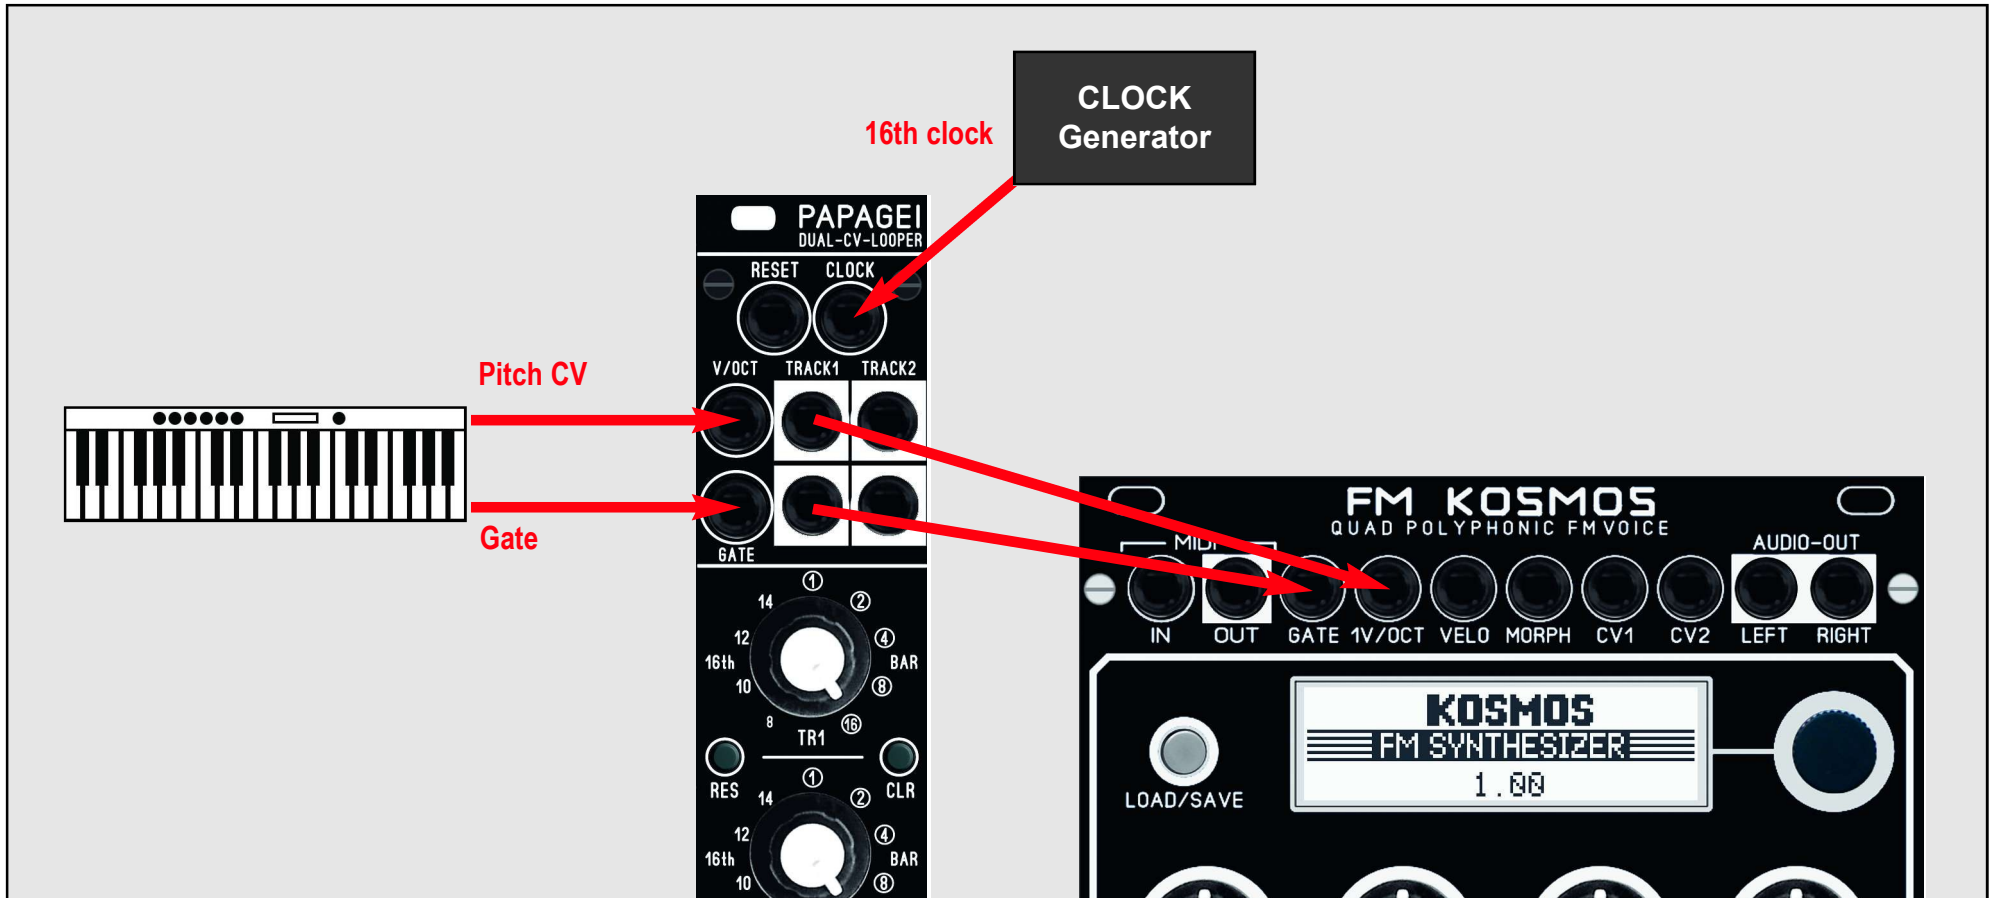 CLOCK
Generator
16th clock
PAPAGEI
DUAL-CV-LOOPER
RESET CLOCK
V/OCT TRACK1 TRACK2
Pitch CV
Gate
GATE
1
14 2
12 4
16th BAR
10 8
8 16
TR1
RES CLR
1
14 2
12 4
16th BAR
10 8
FM KOSMOS
QUAD POLYPHONIC FM VOICE
MIDI AUDIO-OUT
IN OUT GATE 1V/OCT VELO MORPH CV1 CV2 LEFT RIGHT
KOSMOS
FM SYNTHESIZER
1.00
LOAD/SAVE